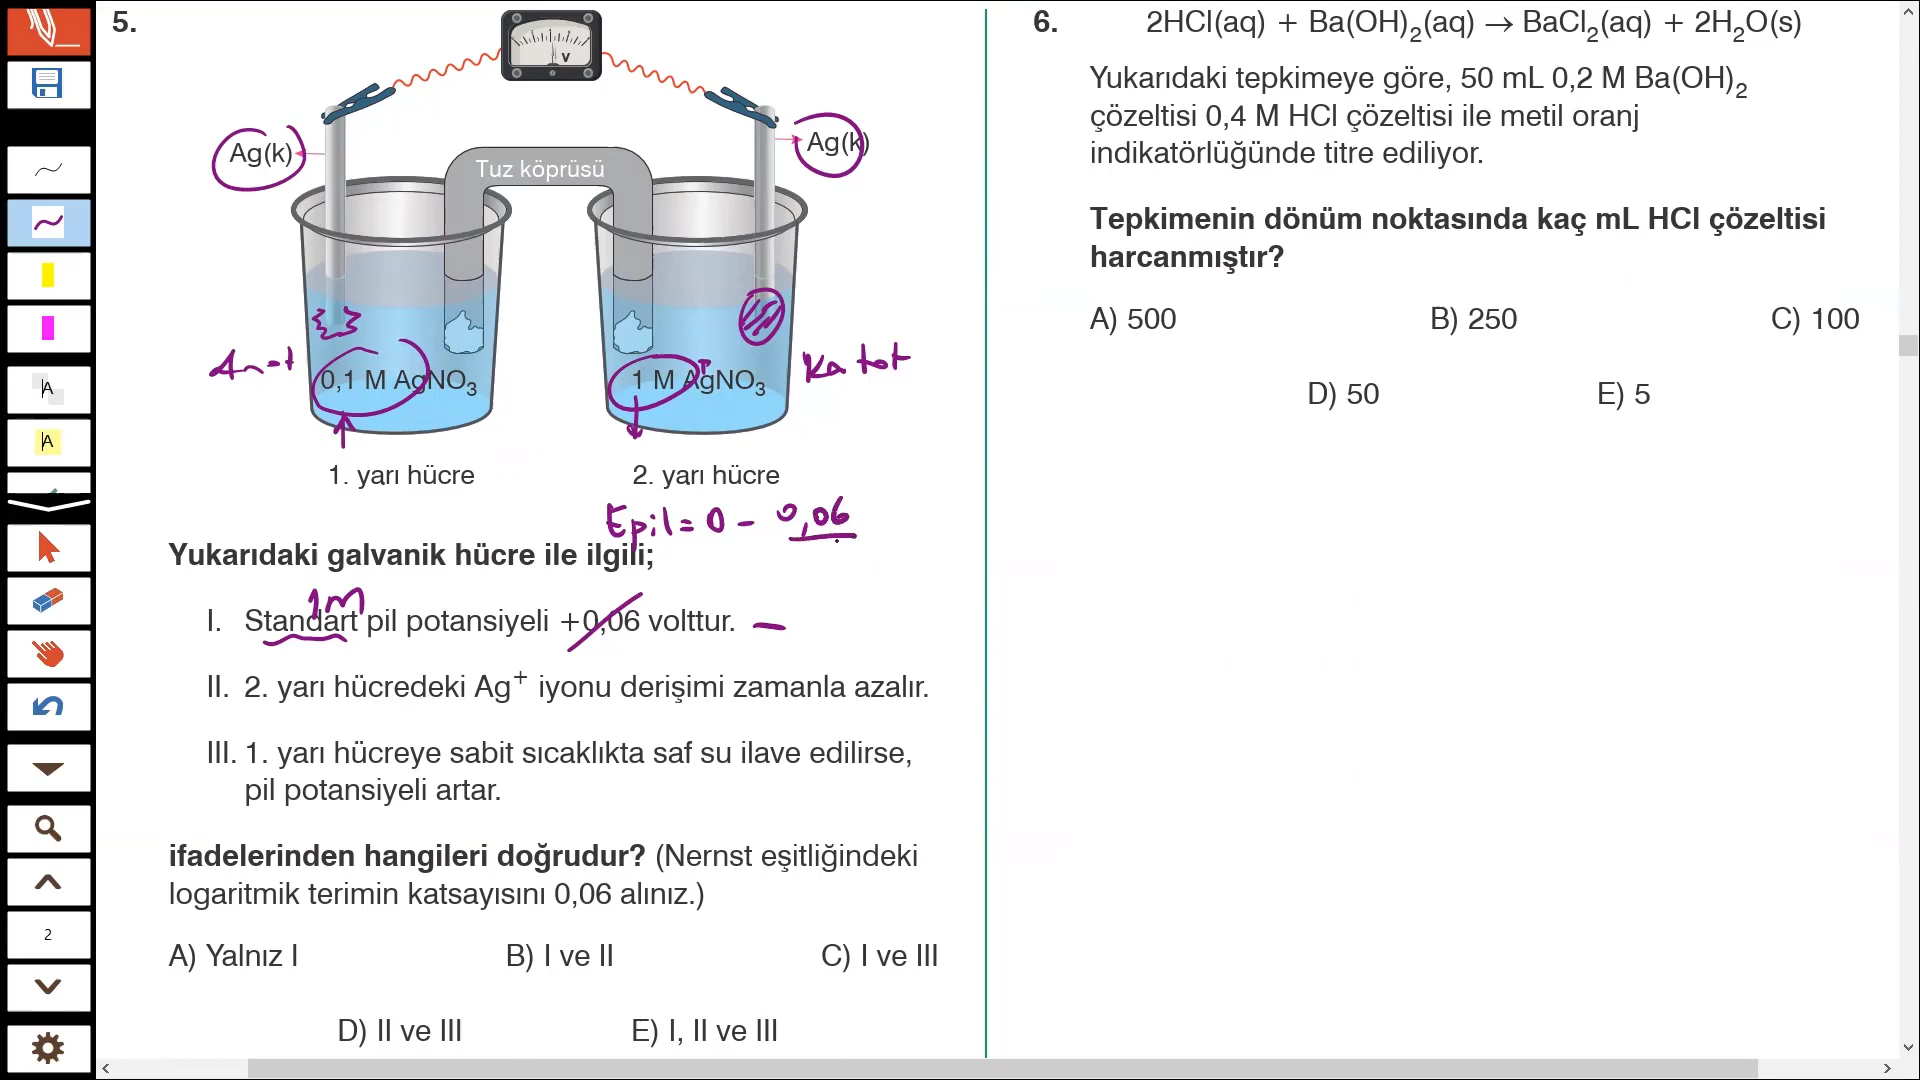 5.
V
Ag(k)
Ag(k)
Tuz köprüsü
Anot
0,1 M AgNO3
1 M AgNO3
Katot
1. yarı hücre
2. yarı hücre
Epil = 0 - 0,06
Yukarıdaki galvanik hücre ile ilgili;
1M
I. Standart pil potansiyeli +0,06 volttur. –
II. 2. yarı hücredeki Ag+ iyonu derişimi zamanla azalır.
III. 1. yarı hücreye sabit sıcaklıkta saf su ilave edilirse,
pil potansiyeli artar.
ifadelerinden hangileri doğrudur? (Nernst eşitliğindeki
logaritmik terimin katsayısını 0,06 alınız.)
A) Yalnız I B) I ve II C) I ve III
D) II ve III E) I, II ve III
6. 2HCl(aq) + Ba(OH)2(aq) → BaCl2(aq) + 2H2O(s)
Yukarıdaki tepkimeye göre, 50 mL 0,2 M Ba(OH)2
çözeltisi 0,4 M HCl çözeltisi ile metil oranj
indikatörlüğünde titre ediliyor.
Tepkimenin dönüm noktasında kaç mL HCl çözeltisi
harcanmıştır?
A) 500 B) 250 C) 100
D) 50 E) 5
A
A
2